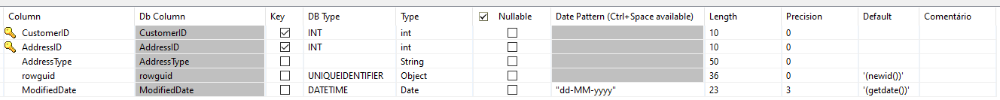 Column Db Column Key DB Type Type Nullable Date Pattern (Ctrl+Space available) Length Precision Default Comentário
CustomerID CustomerID INT int 10 0
AddressID AddressID INT int 10 0
AddressType AddressType String 50 0
rowguid rowguid UNIQUEIDENTIFIER Object 36 0 '(newid())'
ModifiedDate ModifiedDate DATETIME Date "dd-MM-yyyy" 23 3 '(getdate())'